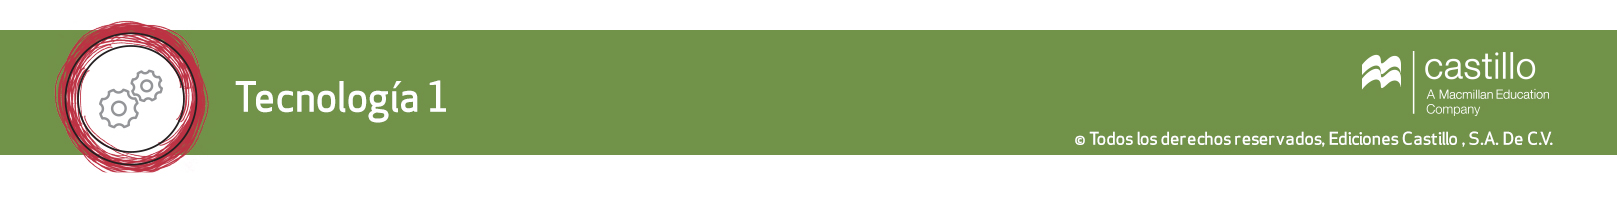 Tecnología 1
castillo
A Macmillan Education
Company
© Todos los derechos reservados, Ediciones Castillo , S.A. De C.V.